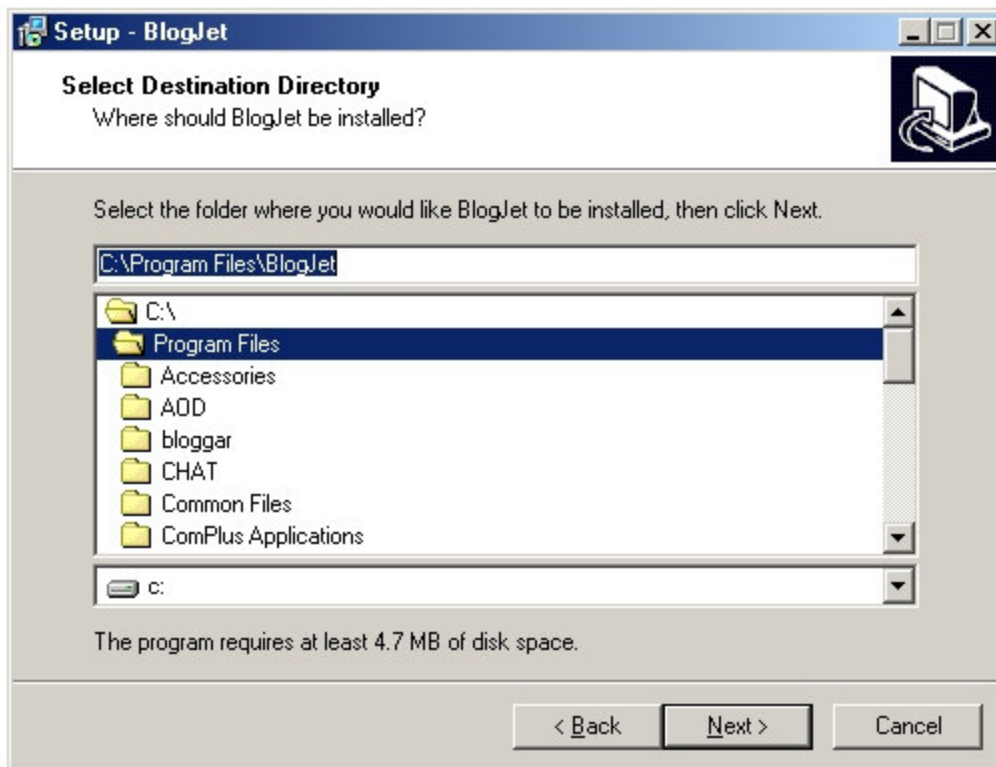 Setup - BlogJet
Select Destination Directory
Where should BlogJet be installed?
Select the folder where you would like BlogJet to be installed, then click Next.
C:\Program Files\BlogJet
C:\
Program Files
Accessories
AOD
bloggar
CHAT
Common Files
ComPlus Applications
c:
The program requires at least 4.7 MB of disk space.
< Back Next > Cancel